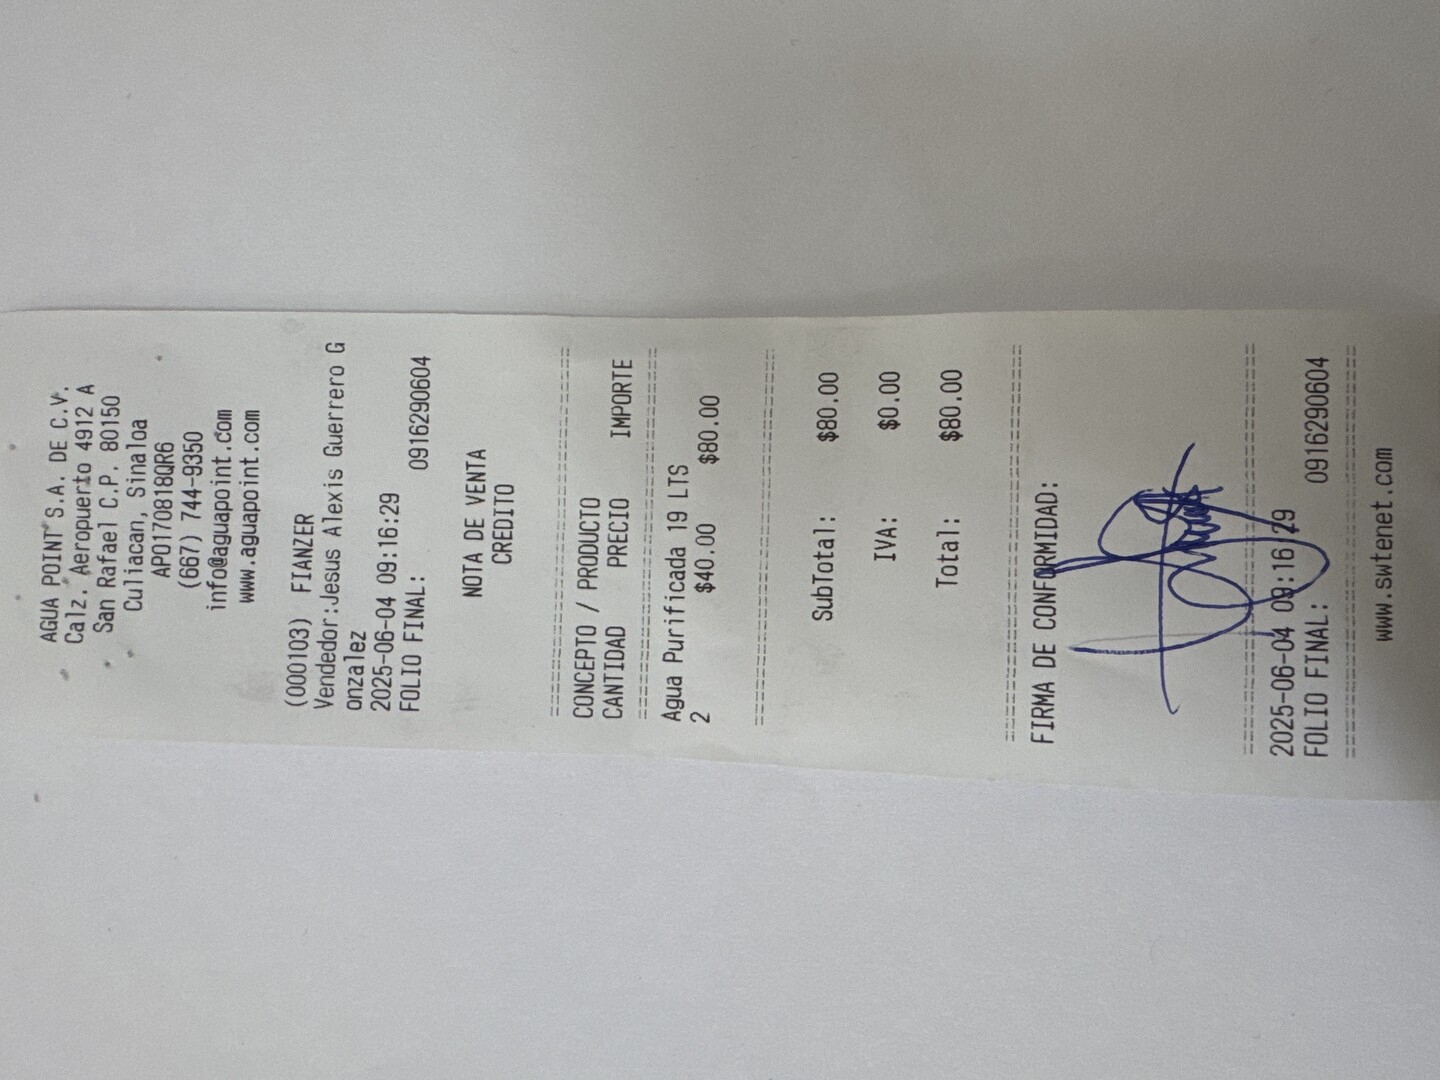 AGUA POINT S.A. DE C.V.
Calz. Aeropuerto 4912 A
San Rafael C.P. 80150
Culiacan, Sinaloa
APO170818QR6
(667) 744-9350
info@aguapoint.com
www.aguapoint.com
(000103) FIANZER
Vendedor:Jesus Alexis Guerrero G
onzalez
2025-06-04 09:16:29
FOLIO FINAL: 0916290604
NOTA DE VENTA
CREDITO
CONCEPTO / PRODUCTO
CANTIDAD PRECIO IMPORTE
Agua Purificada 19 LTS
2 $40.00 $80.00
SubTotal: $80.00
IVA: $0.00
Total: $80.00
FIRMA DE CONFORMIDAD:
2025-06-04 09:16:29
FOLIO FINAL: 0916290604
www.swtenet.com